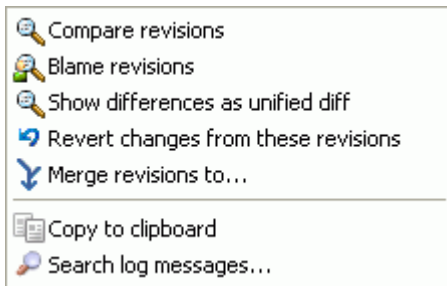 Compare revisions
Blame revisions
Show differences as unified diff
Revert changes from these revisions
Merge revisions to...
Copy to clipboard
Search log messages...